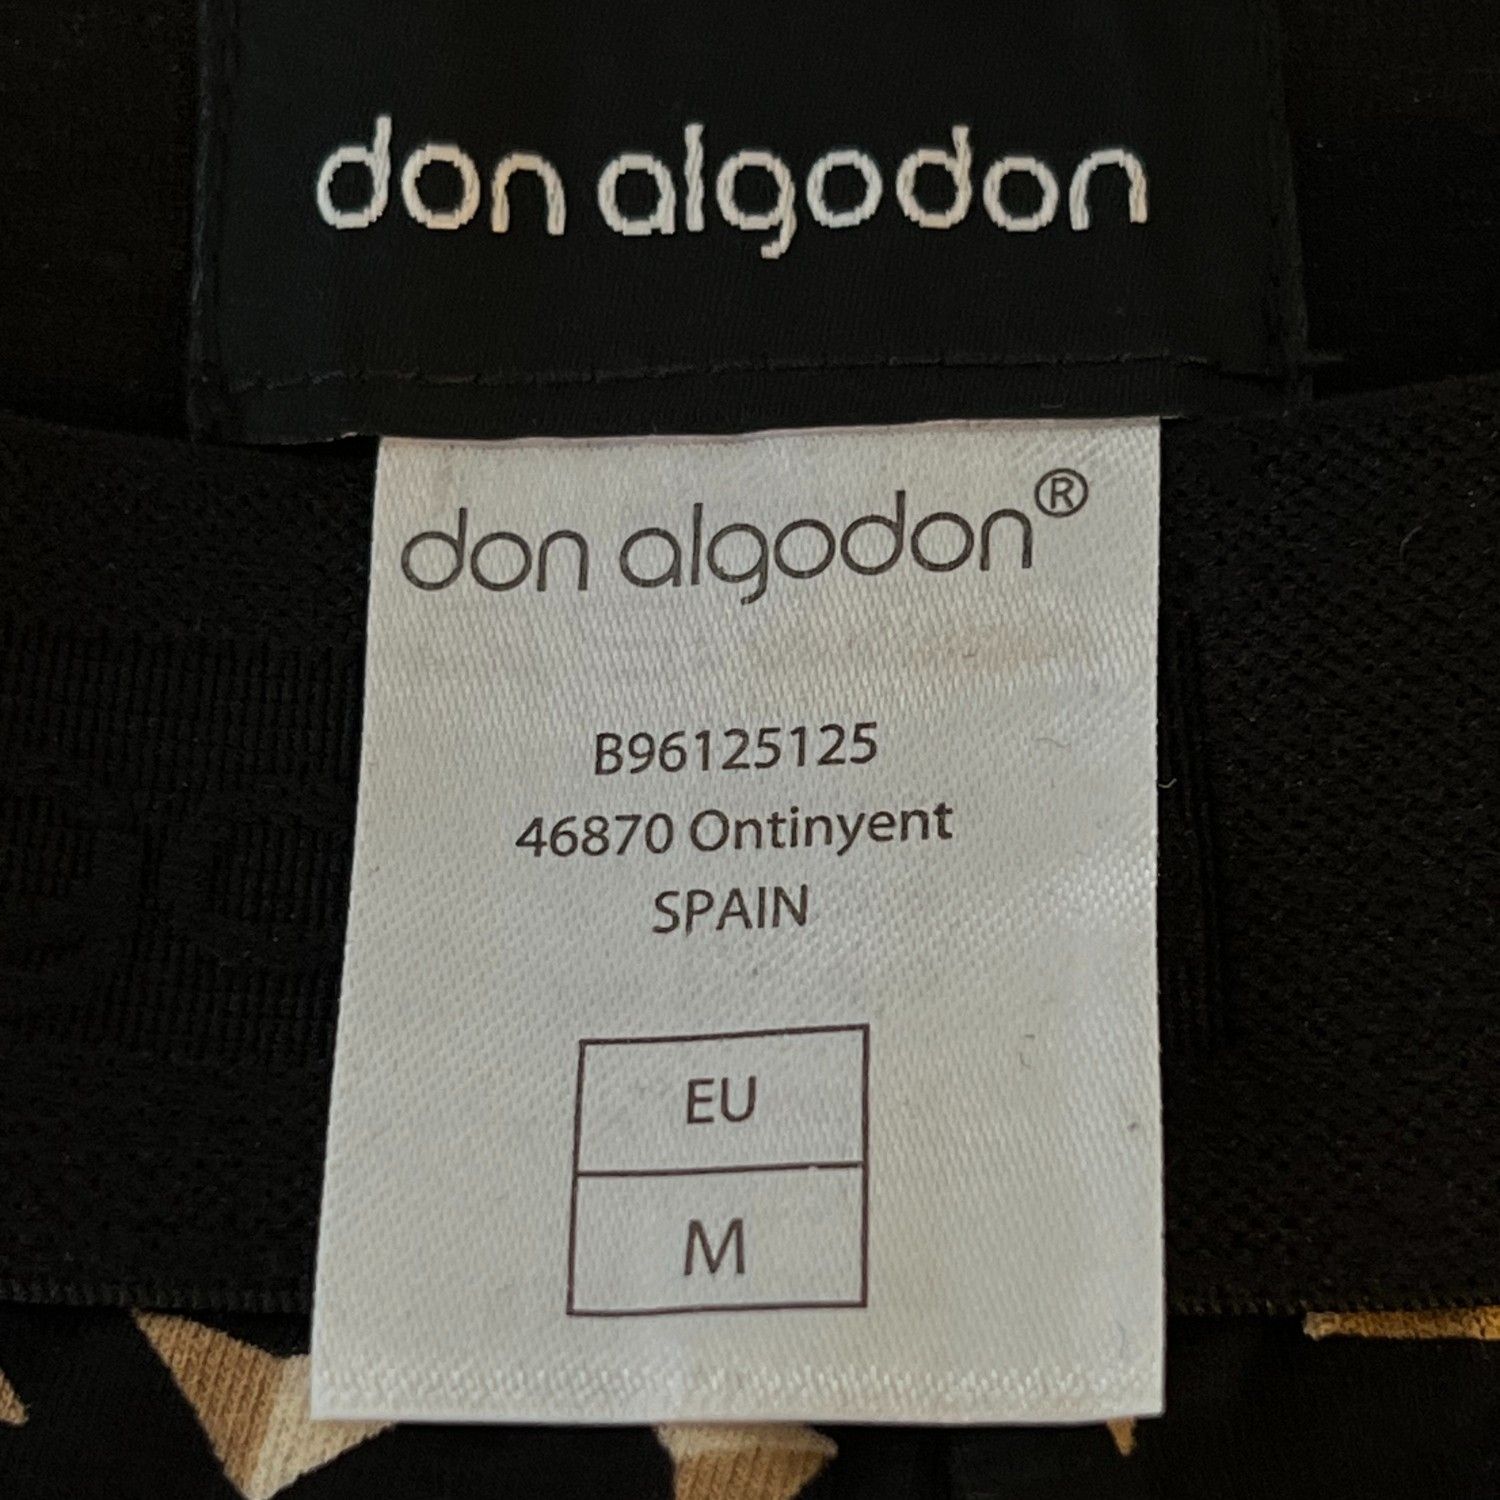 don algodon
don algodon®
B96125125
46870 Ontinyent
SPAIN
EU
M